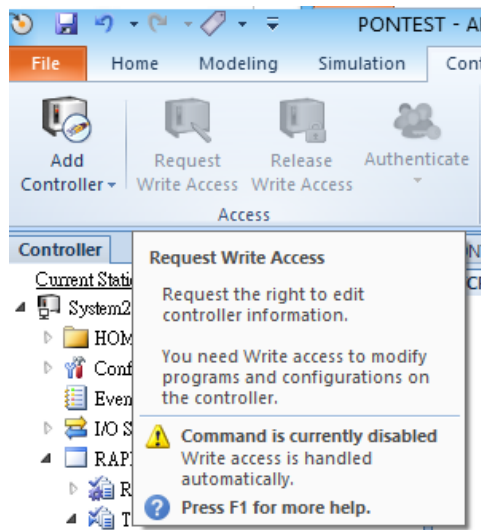 PONTEST - A
File Home Modeling Simulation Con
Add Controller
Request Write Access
Release Write Access
Authenticate
Access
Controller
Request Write Access
Current Stati
Request the right to edit
controller information.
System2
HOM
You need Write access to modify
programs and configurations on
the controller.
Conf
Even
I/O S
Command is currently disabled
Write access is handled
automatically.
RAP
R
Press F1 for more help.
T